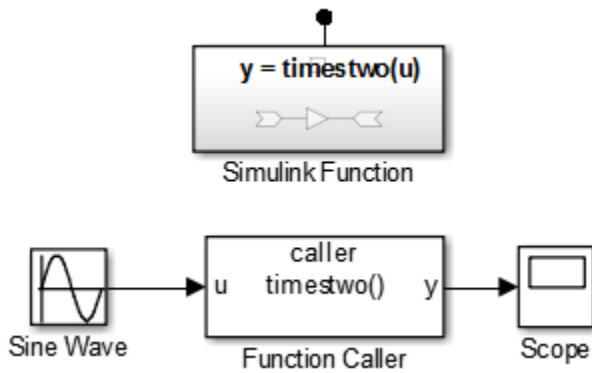 y = timestwo(u)
Simulink Function
caller
u timestwo() y
Sine Wave
Function Caller
Scope